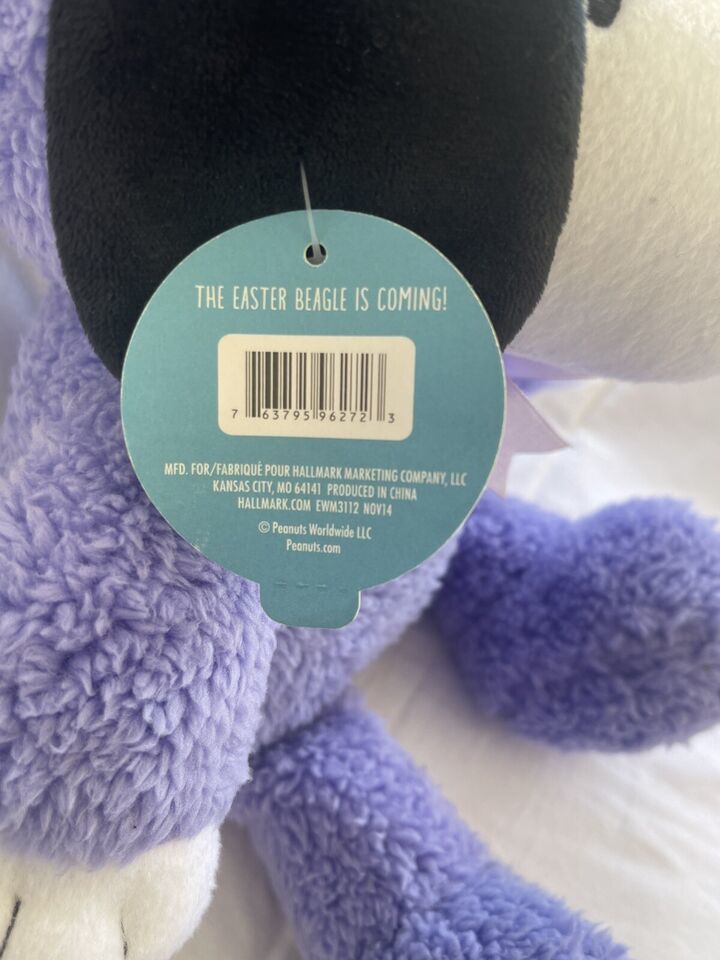 THE EASTER BEAGLE IS COMING!
7 63795 96272 3
MFD. FOR/FABRIQUÉ POUR HALLMARK MARKETING COMPANY, LLC
KANSAS CITY, MO 64141 PRODUCED IN CHINA
HALLMARK.COM EWM3112 NOV14
© Peanuts Worldwide LLC
Peanuts.com